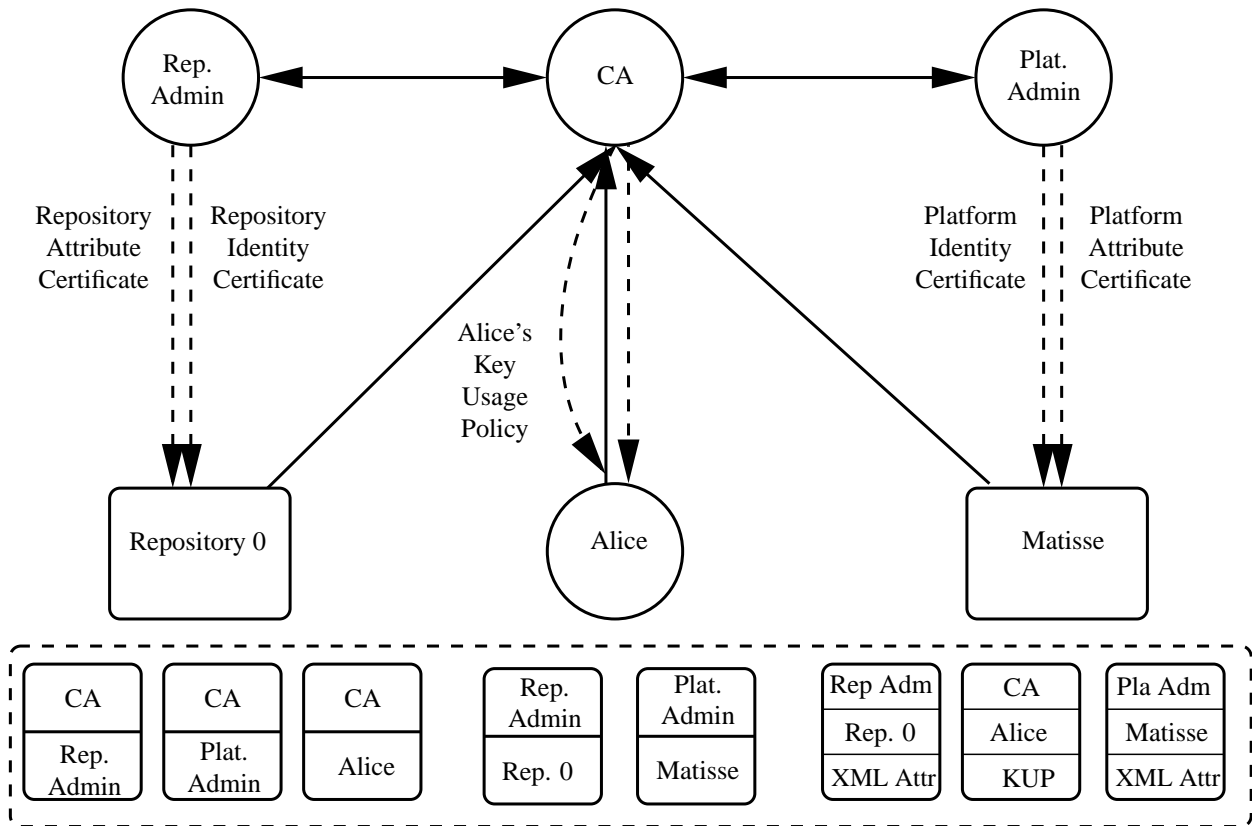 Rep.
Admin
CA
Plat.
Admin
Repository
Attribute
Certificate
Repository
Identity
Certificate
Platform
Identity
Certificate
Platform
Attribute
Certificate
Alice's
Key
Usage
Policy
Repository 0
Alice
Matisse
CA
Rep.
Admin
CA
Plat.
Admin
CA
Alice
Rep.
Admin
Rep. 0
Plat.
Admin
Matisse
Rep Adm
Rep. 0
XML Attr
CA
Alice
KUP
Pla Adm
Matisse
XML Attr